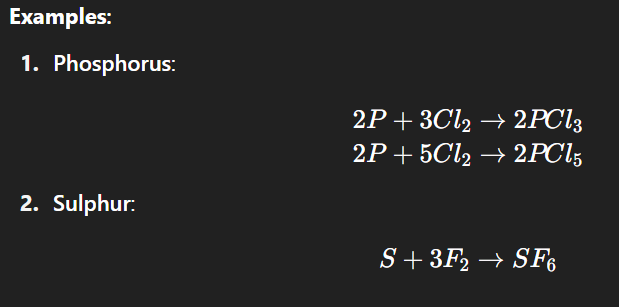 Examples:
1. Phosphorus:
2P + 3Cl₂ → 2PCl₃
2P + 5Cl₂ → 2PCl₅
2. Sulphur:
S + 3F₂ → SF₆